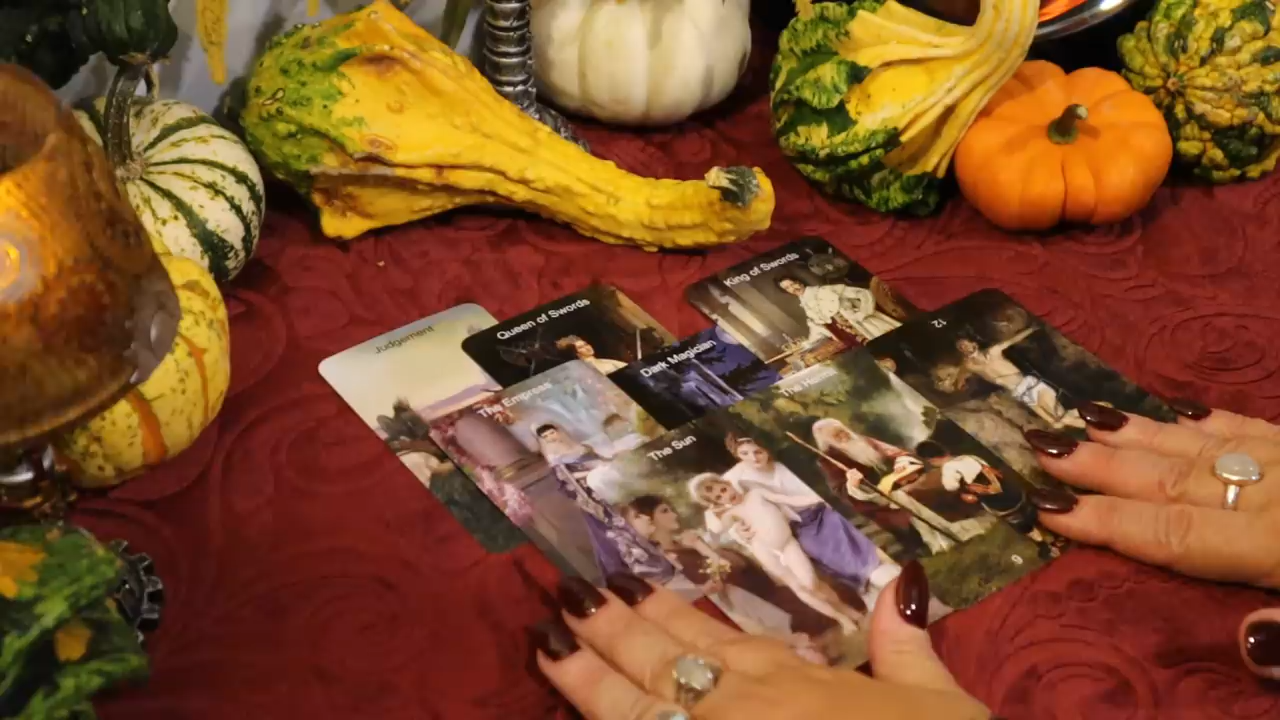 Judgement
Queen of Swords
King of Swords
12
Dark Magician
The Empress
The Sun
9